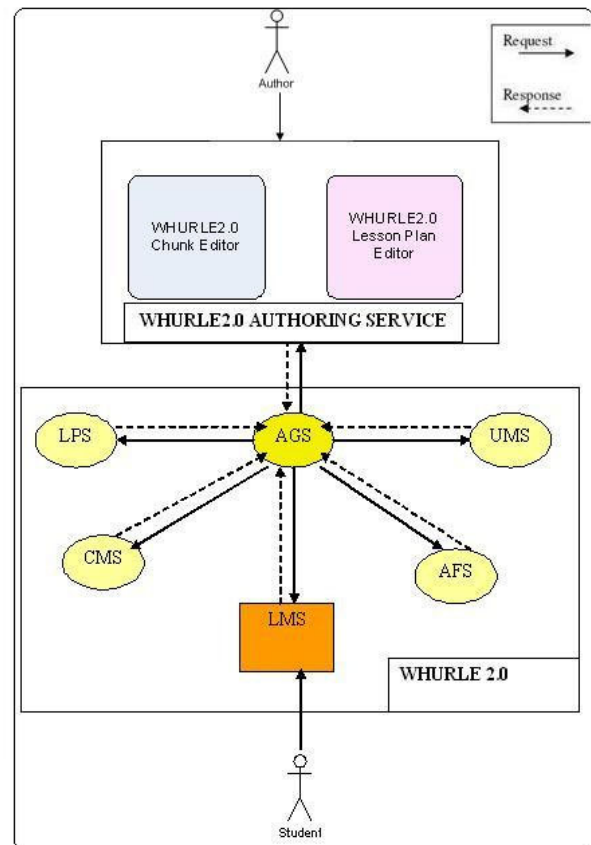 Request
Response
Author
WHURLE2.0
Chunk Editor
WHURLE2.0
Lesson Plan
Editor
WHURLE2.0 AUTHORING SERVICE
LPS
AGS
UMS
CMS
AFS
LMS
WHURLE 2.0
Student